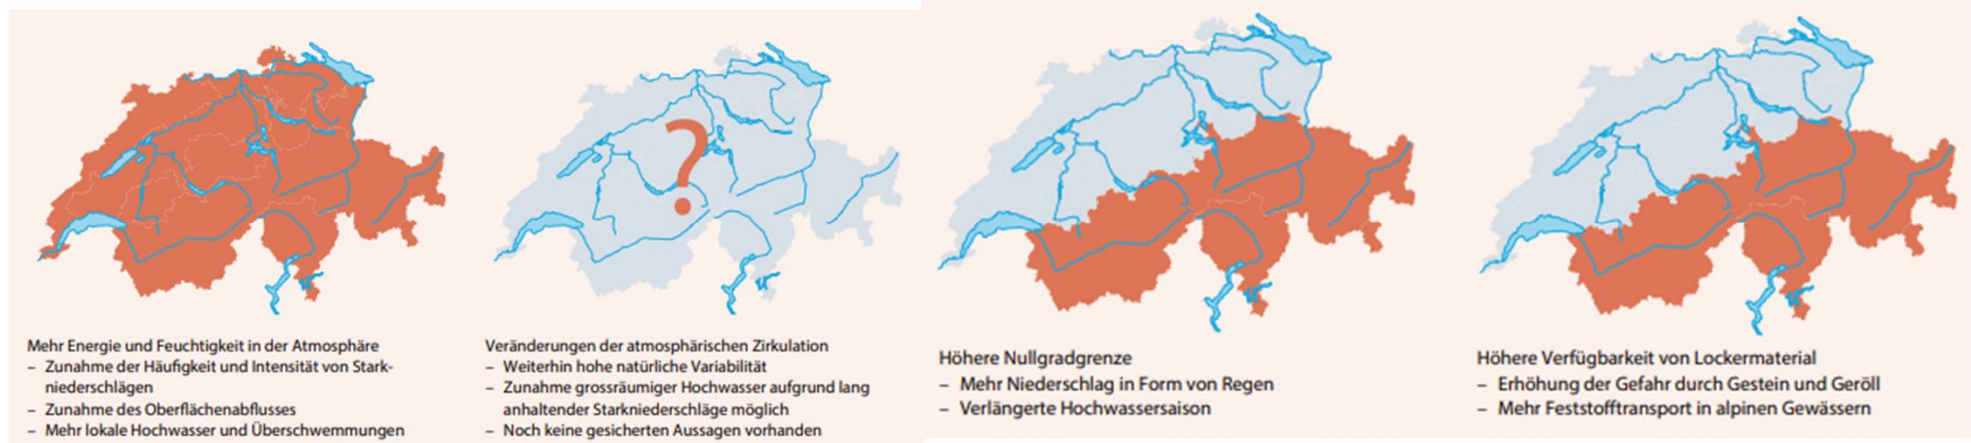 ?
Mehr Energie und Feuchtigkeit in der Atmosphäre
– Zunahme der Häufigkeit und Intensität von Stark-
niederschlägen
– Zunahme des Oberflächenabflusses
– Mehr lokale Hochwasser und Überschwemmungen
Veränderungen der atmosphärischen Zirkulation
– Weiterhin hohe natürliche Variabilität
– Zunahme grossräumiger Hochwasser aufgrund lang
anhaltender Starkniederschläge möglich
– Noch keine gesicherten Aussagen vorhanden
Höhere Nullgradgrenze
– Mehr Niederschlag in Form von Regen
– Verlängerte Hochwassersaison
Höhere Verfügbarkeit von Lockermaterial
– Erhöhung der Gefahr durch Gestein und Geröll
– Mehr Feststofftransport in alpinen Gewässern